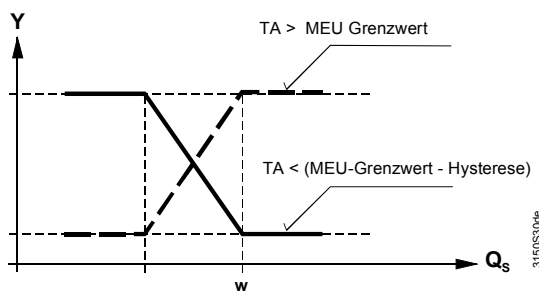 Y
TA > MEU Grenzwert
TA < (MEU-Grenzwert - Hysterese)
Qs
w
3150S30de